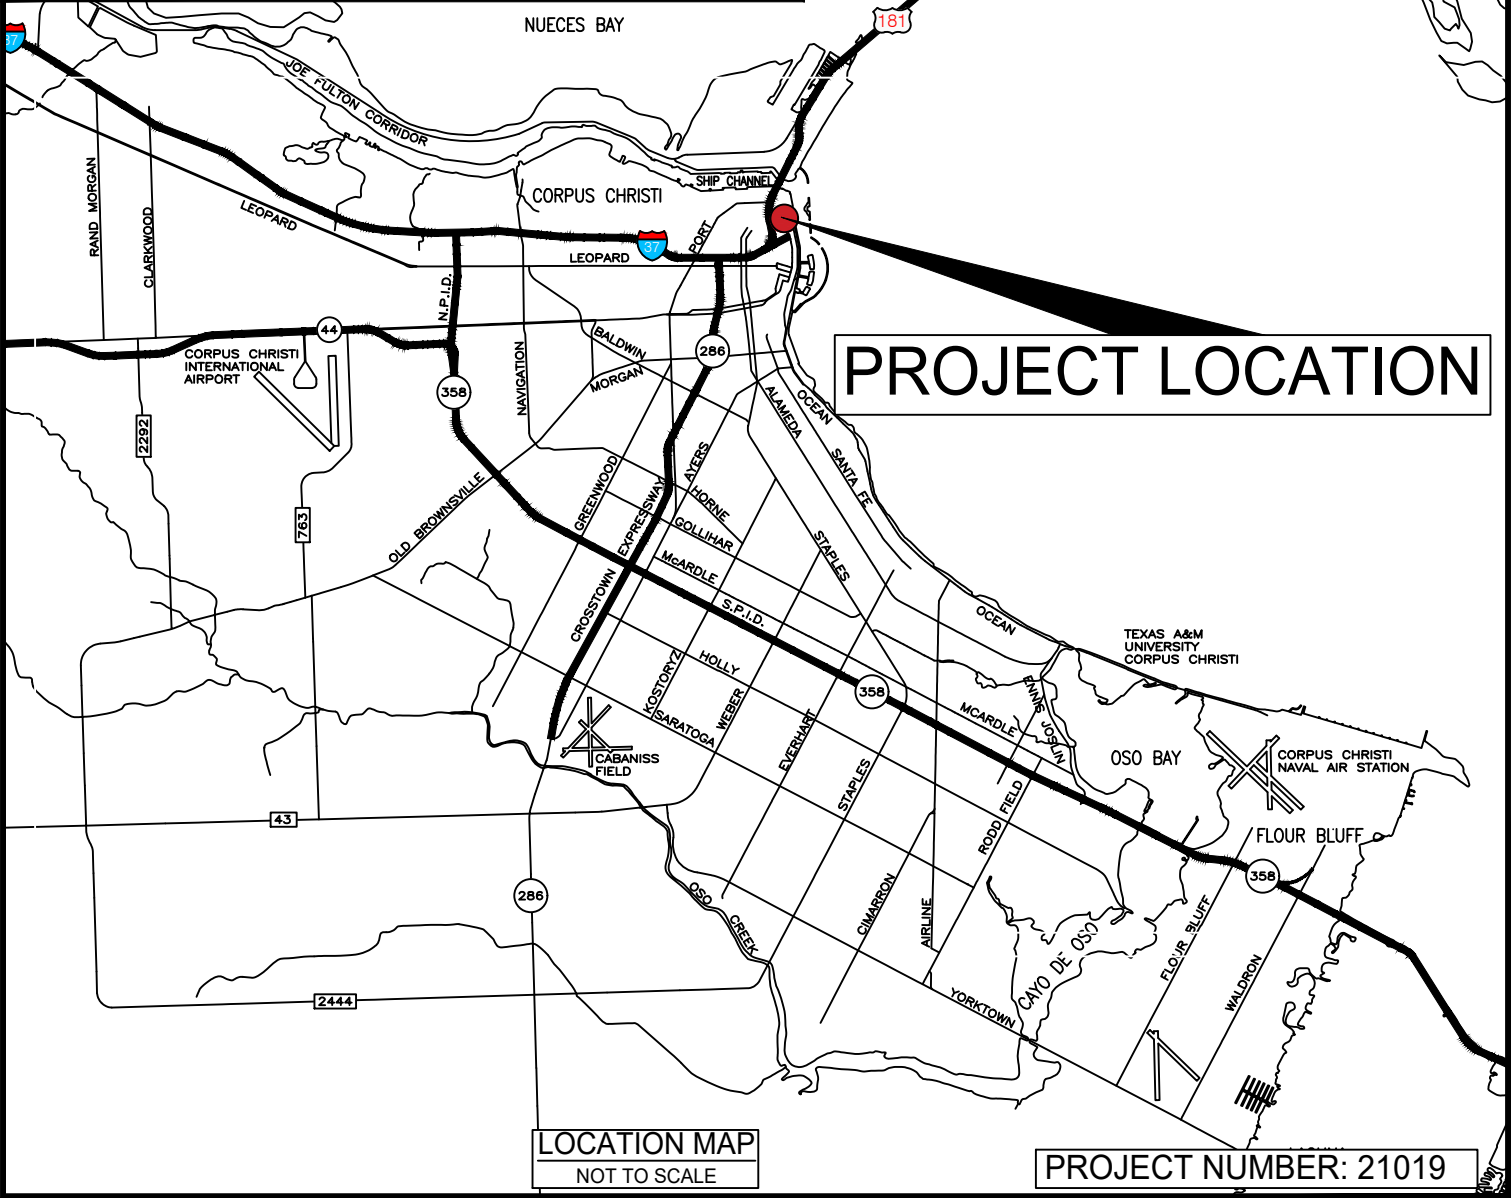 NUECES BAY
181
37
JOE FULTON CORRIDOR
RAND MORGAN
CLARKWOOD
LEOPARD
CORPUS CHRISTI
SHIP CHANNEL
PORT
37
LEOPARD
N.P.I.D.
44
CORPUS CHRISTI
INTERNATIONAL
AIRPORT
NAVIGATION
BALDWIN
MORGAN
286
PROJECT LOCATION
358
2292
ALAMEDA
OCEAN
SANTA FE
763
OLD BROWNSVILLE
GREENWOOD
EXPRESSWAY
AYERS
HORNE
GOLLIHAR
McARDLE
STAPLES
CROSSTOWN
S.P.I.D.
OCEAN
TEXAS A&M
UNIVERSITY
CORPUS CHRISTI
KOSTORYZ
HOLLY
WEBER
SARATOGA
358
ENNIS JOSLIN
MCARDLE
EVERHART
STAPLES
CABANISS
FIELD
OSO BAY
CORPUS CHRISTI
NAVAL AIR STATION
43
RODD FIELD
FLOUR BLUFF
358
286
OSO
CREEK
CIMARRON
AIRLINE
CAYO DE OSO
FLOUR BLUFF
WALDRON
2444
YORKTOWN
LOCATION MAP
NOT TO SCALE
PROJECT NUMBER: 21019